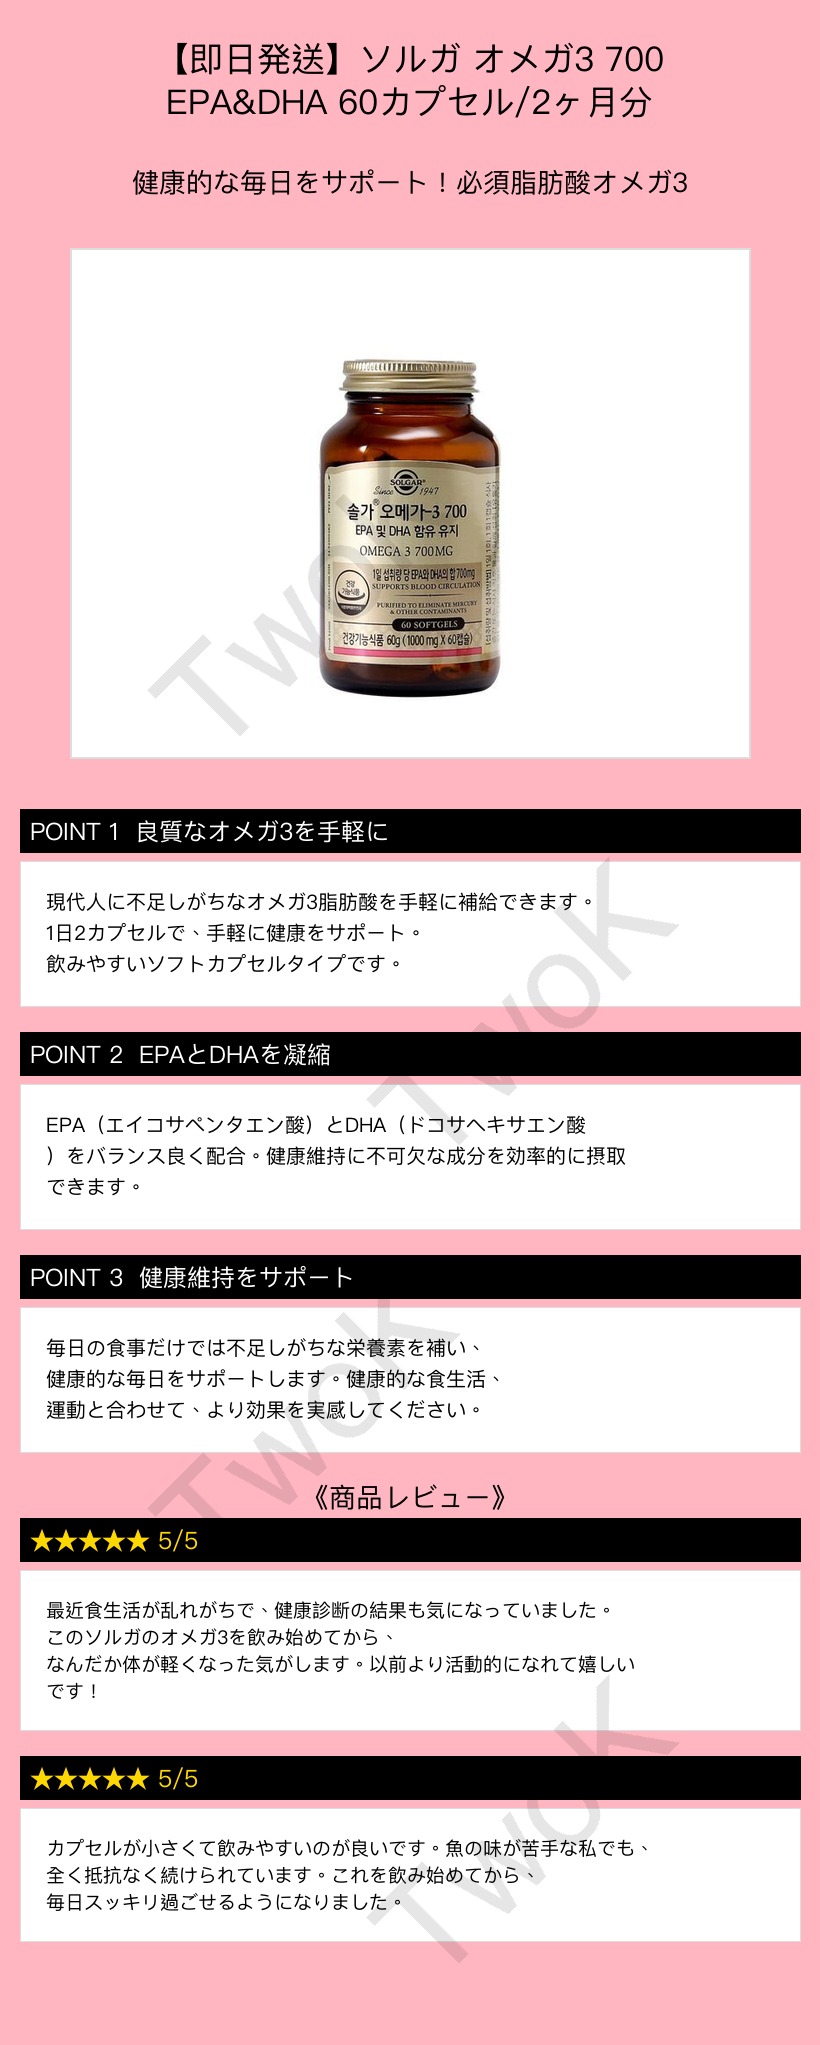 【即日発送】ソルガ オメガ3 700
EPA&DHA 60カプセル/2ヶ月分
健康的な毎日をサポート！必須脂肪酸オメガ3
SOLGAR®
Since 1947
솔가® 오메가-3 700
EPA 및 DHA 함유 유지
OMEGA 3 700MG
1일 섭취량 당 EPA와 DHA의 합 700mg
SUPPORTS BLOOD CIRCULATION
건강
기능식품
PURIFIED TO ELIMINATE MERCURY
& OTHER CONTAMINANTS
60 SOFTGELS
건강기능식품 60g (1000 mg X 60캡슐)
TwoK
POINT 1 良質なオメガ3を手軽に
現代人に不足しがちなオメガ3脂肪酸を手軽に補給できます。
1日2カプセルで、手軽に健康をサポート。
飲みやすいソフトカプセルタイプです。
TwoK
POINT 2 EPAとDHAを凝縮
EPA（エイコサペンタエン酸）とDHA（ドコサヘキサエン酸
）をバランス良く配合。健康維持に不可欠な成分を効率的に摂取
できます。
POINT 3 健康維持をサポート
毎日の食事だけでは不足しがちな栄養素を補い、
健康的な毎日をサポートします。健康的な食生活、
運動と合わせて、より効果を実感してください。
TwoK
《商品レビュー》
★★★★★ 5/5
最近食生活が乱れがちで、健康診断の結果も気になっていました。
このソルガのオメガ3を飲み始めてから、
なんだか体が軽くなった気がします。以前より活動的になれて嬉しい
です！
★★★★★ 5/5
カプセルが小さくて飲みやすいのが良いです。魚の味が苦手な私でも、
全く抵抗なく続けられています。これを飲み始めてから、
毎日スッキリ過ごせるようになりました。
TwoK